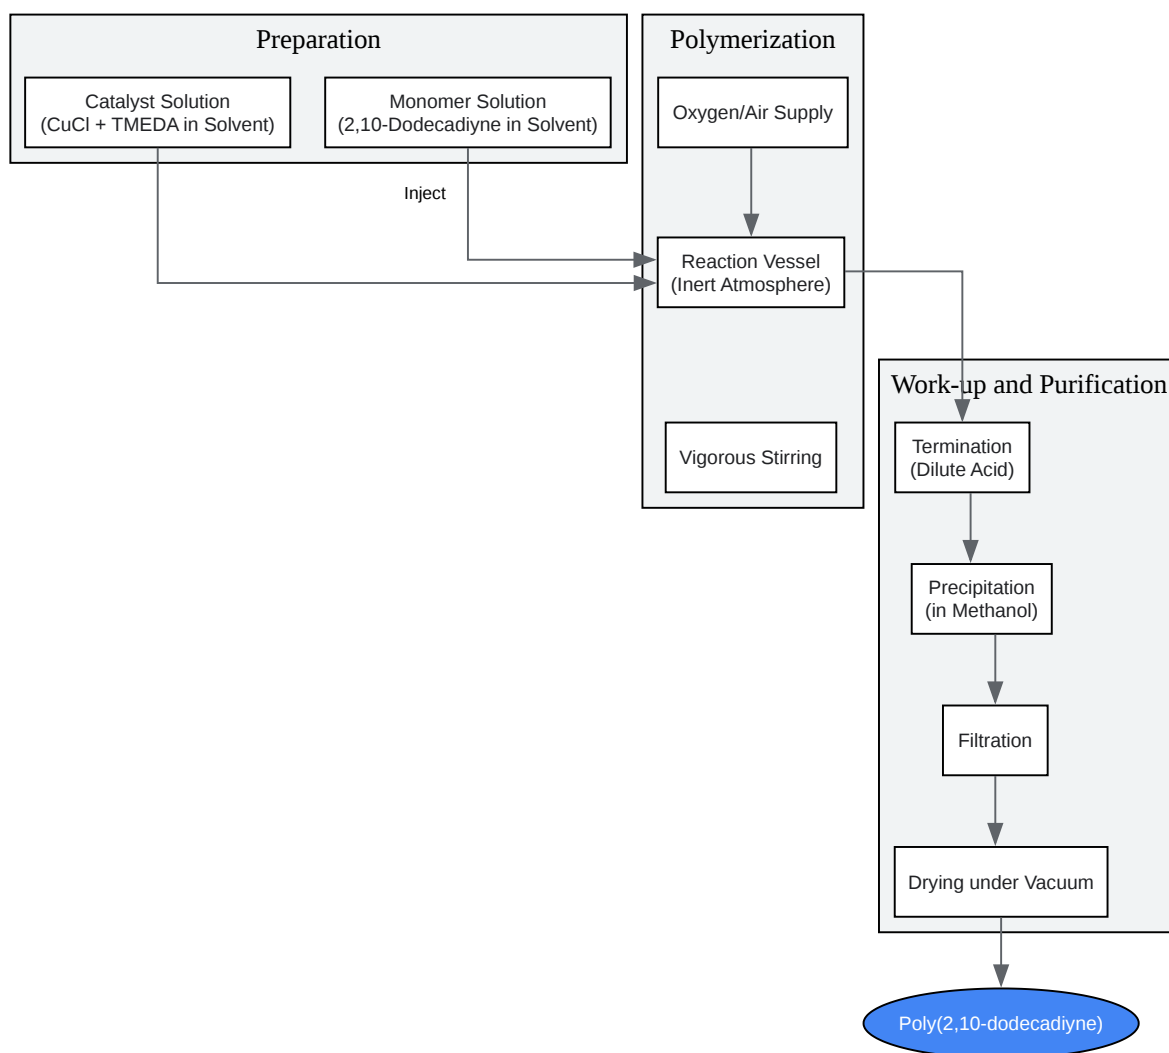 Preparation
Catalyst Solution
(CuCl + TMEDA in Solvent)
Monomer Solution
(2,10-Dodecadiyne in Solvent)
Inject
Polymerization
Oxygen/Air Supply
Reaction Vessel
(Inert Atmosphere)
Vigorous Stirring
Work-up and Purification
Termination
(Dilute Acid)
Precipitation
(in Methanol)
Filtration
Drying under Vacuum
Poly(2,10-dodecadiyne)